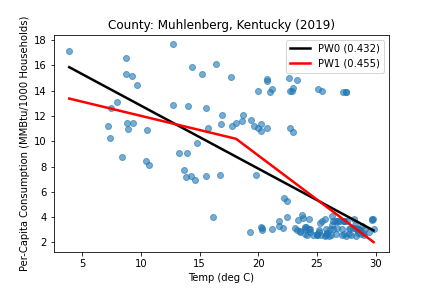 County: Muhlenberg, Kentucky (2019)
Per-Capita Consumption (MMBtu/1000 Households)
18
16
14
12
10
8
6
4
2
PW0 (0.432)
PW1 (0.455)
5 10 15 20 25 30
Temp (deg C)